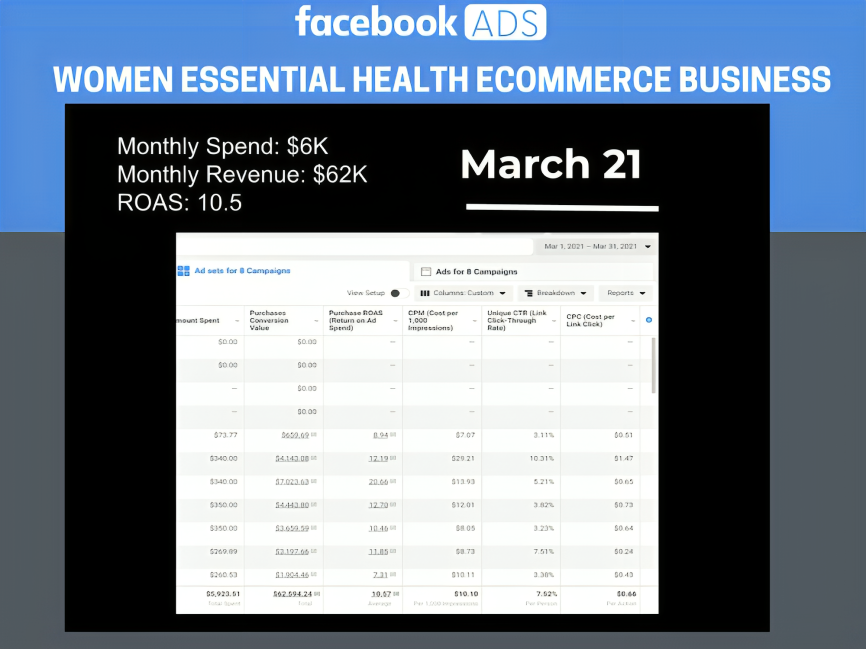 facebook ADS
WOMEN ESSENTIAL HEALTH ECOMMERCE BUSINESS
Monthly Spend: $6K
Monthly Revenue: $62K
ROAS: 10.5
March 21
Mar 1, 2021 – Mar 31, 2021
Ad sets for 8 Campaigns
Ads for 8 Campaigns
View Setup
Columns: Custom
Breakdown
Reports
mount Spent
Purchases Conversion Value
Purchase ROAS (Return on Ad Spend)
CPM (Cost per 1,000 Impressions)
Unique CTR (Link Click-Through Rate)
CPC (Cost per Link Click)
$0.00 $0.00 — — — —
$0.00 $0.00 — — — —
— $0.00 — — — —
— $0.00 — — — —
$73.77 $659.69 8.94 $7.07 3.11% $0.51
$340.00 $4,143.08 12.19 $29.21 10.31% $1.47
$340.00 $7,023.63 20.66 $13.93 5.21% $0.65
$350.00 $4,443.80 12.70 $12.01 3.82% $0.73
$350.00 $3,659.59 10.46 $8.05 3.23% $0.64
$269.89 $3,197.66 11.85 $8.73 7.51% $0.24
$260.53 $1,904.46 7.31 $10.11 3.38% $0.43
$5,923.51 $62,594.24 10.57 $10.10 7.52% $0.66
Total Spent Total Average Per 1,000 Impressions Per Person Per Action